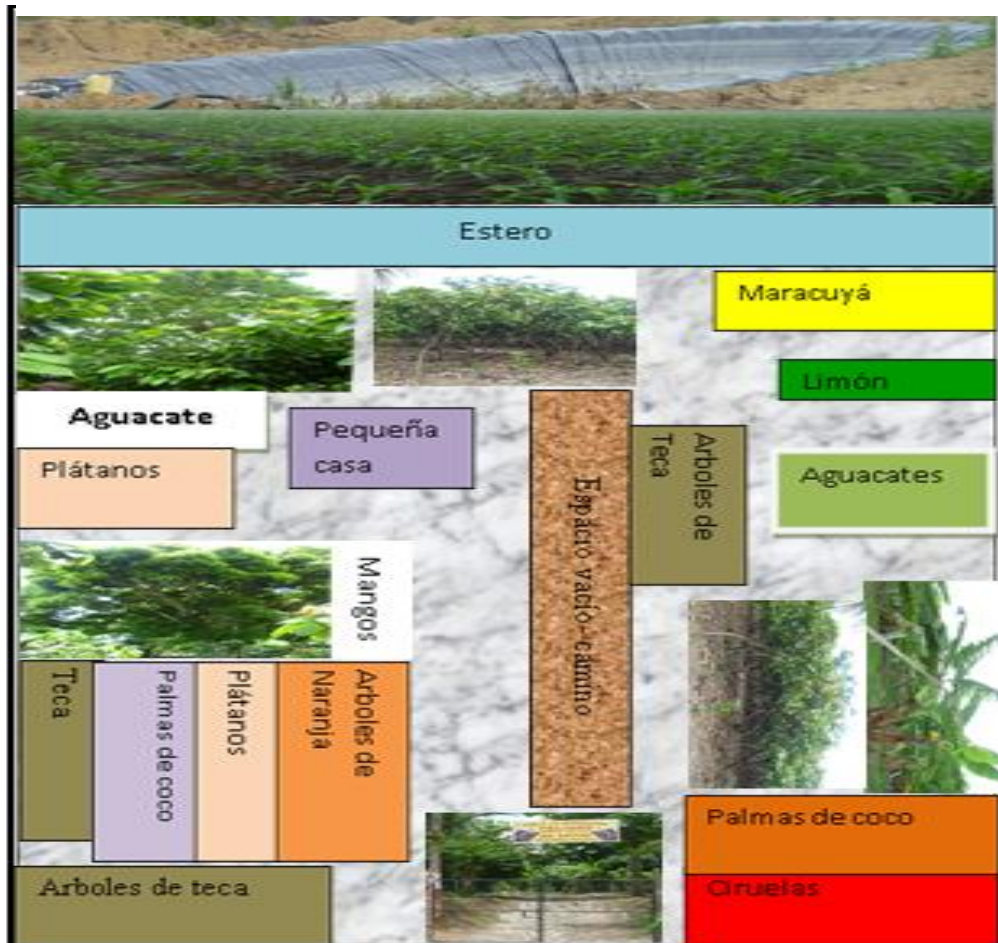 Estero
Maracuyá
Limón
Aguacate
Pequeña
casa
Plátanos
Espacio vacío-camino
Arboles de
Teca
Aguacates
Mangos
Teca
Palmas de coco
Plátanos
Arboles de
Naranja
Palmas de coco
Arboles de teca
Ciruelas